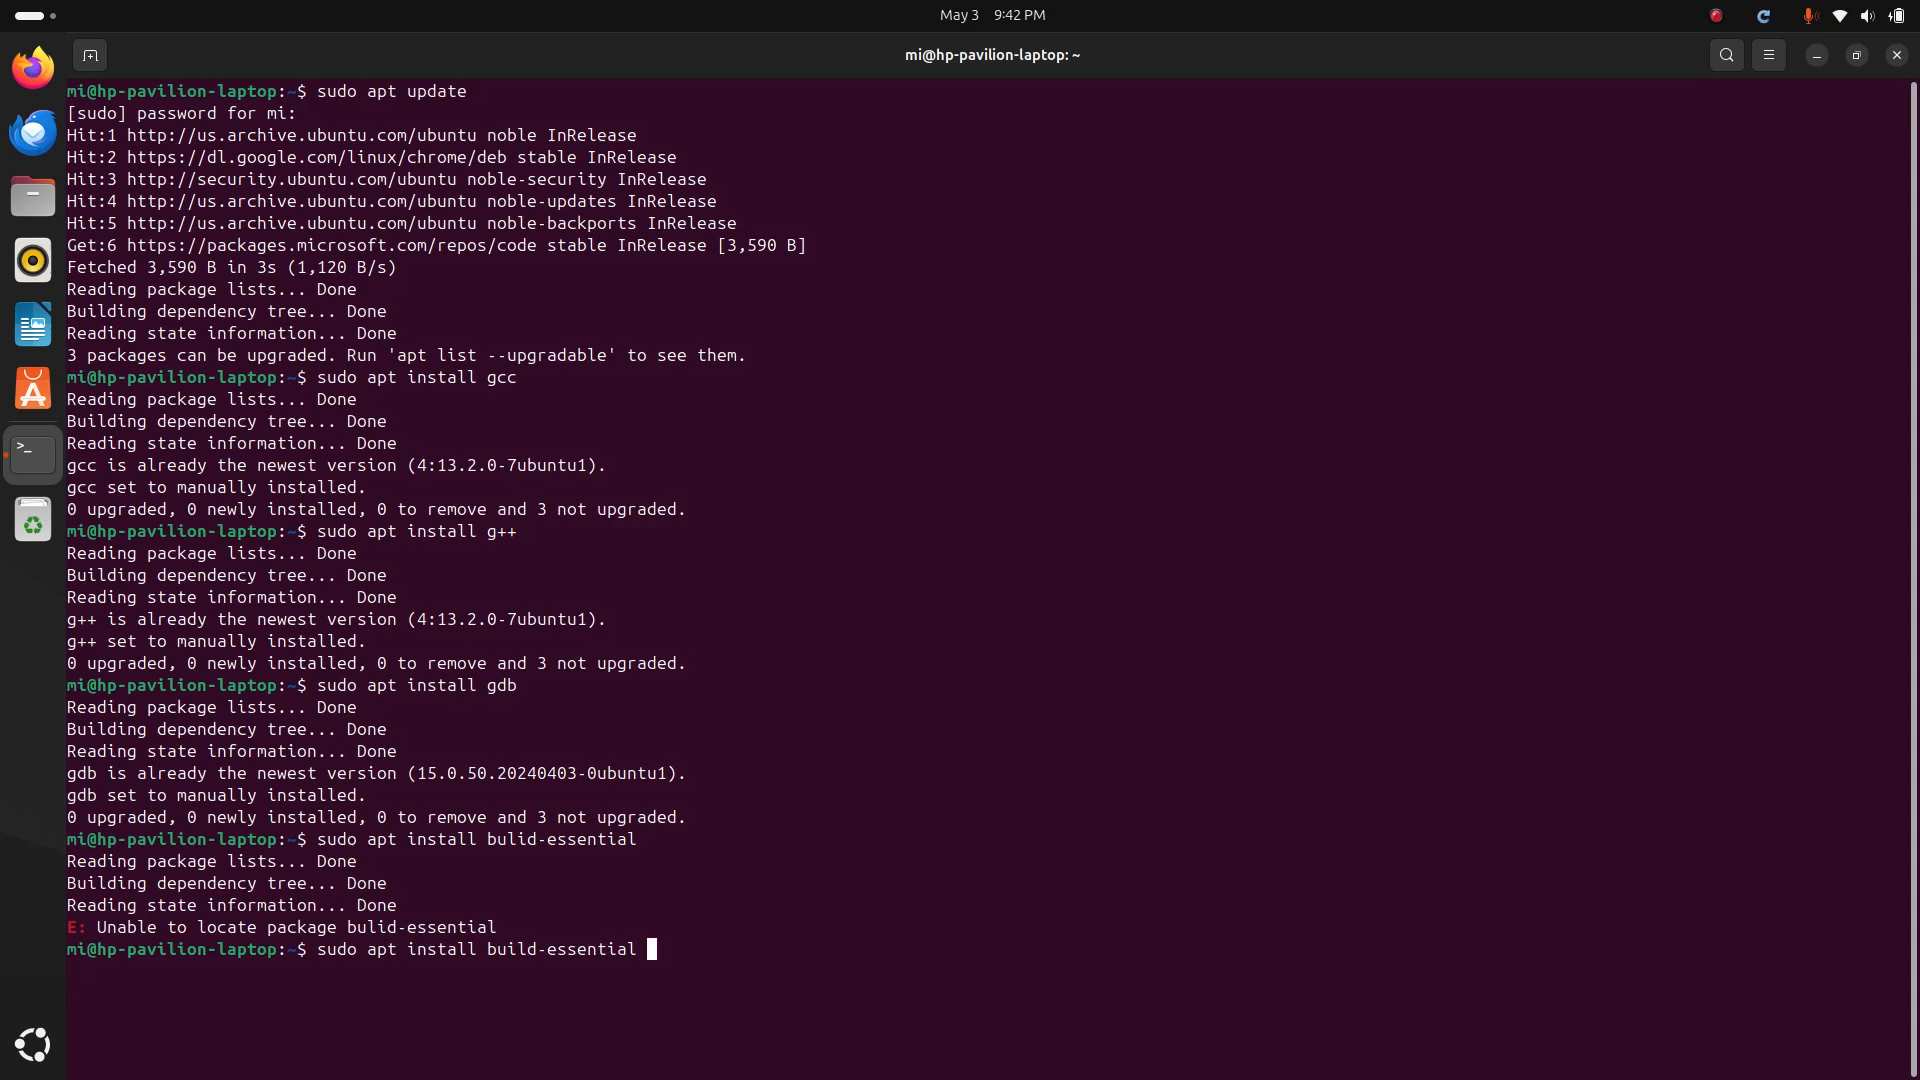 May 3 9:42 PM
mi@hp-pavilion-laptop: ~
mi@hp-pavilion-laptop:~$ sudo apt update
[sudo] password for mi:
Hit:1 http://us.archive.ubuntu.com/ubuntu noble InRelease
Hit:2 https://dl.google.com/linux/chrome/deb stable InRelease
Hit:3 http://security.ubuntu.com/ubuntu noble-security InRelease
Hit:4 http://us.archive.ubuntu.com/ubuntu noble-updates InRelease
Hit:5 http://us.archive.ubuntu.com/ubuntu noble-backports InRelease
Get:6 https://packages.microsoft.com/repos/code stable InRelease [3,590 B]
Fetched 3,590 B in 3s (1,120 B/s)
Reading package lists... Done
Building dependency tree... Done
Reading state information... Done
3 packages can be upgraded. Run 'apt list --upgradable' to see them.
mi@hp-pavilion-laptop:~$ sudo apt install gcc
Reading package lists... Done
Building dependency tree... Done
Reading state information... Done
gcc is already the newest version (4:13.2.0-7ubuntu1).
gcc set to manually installed.
0 upgraded, 0 newly installed, 0 to remove and 3 not upgraded.
mi@hp-pavilion-laptop:~$ sudo apt install g++
Reading package lists... Done
Building dependency tree... Done
Reading state information... Done
g++ is already the newest version (4:13.2.0-7ubuntu1).
g++ set to manually installed.
0 upgraded, 0 newly installed, 0 to remove and 3 not upgraded.
mi@hp-pavilion-laptop:~$ sudo apt install gdb
Reading package lists... Done
Building dependency tree... Done
Reading state information... Done
gdb is already the newest version (15.0.50.20240403-0ubuntu1).
gdb set to manually installed.
0 upgraded, 0 newly installed, 0 to remove and 3 not upgraded.
mi@hp-pavilion-laptop:~$ sudo apt install bulid-essential
Reading package lists... Done
Building dependency tree... Done
Reading state information... Done
E: Unable to locate package bulid-essential
mi@hp-pavilion-laptop:~$ sudo apt install build-essential